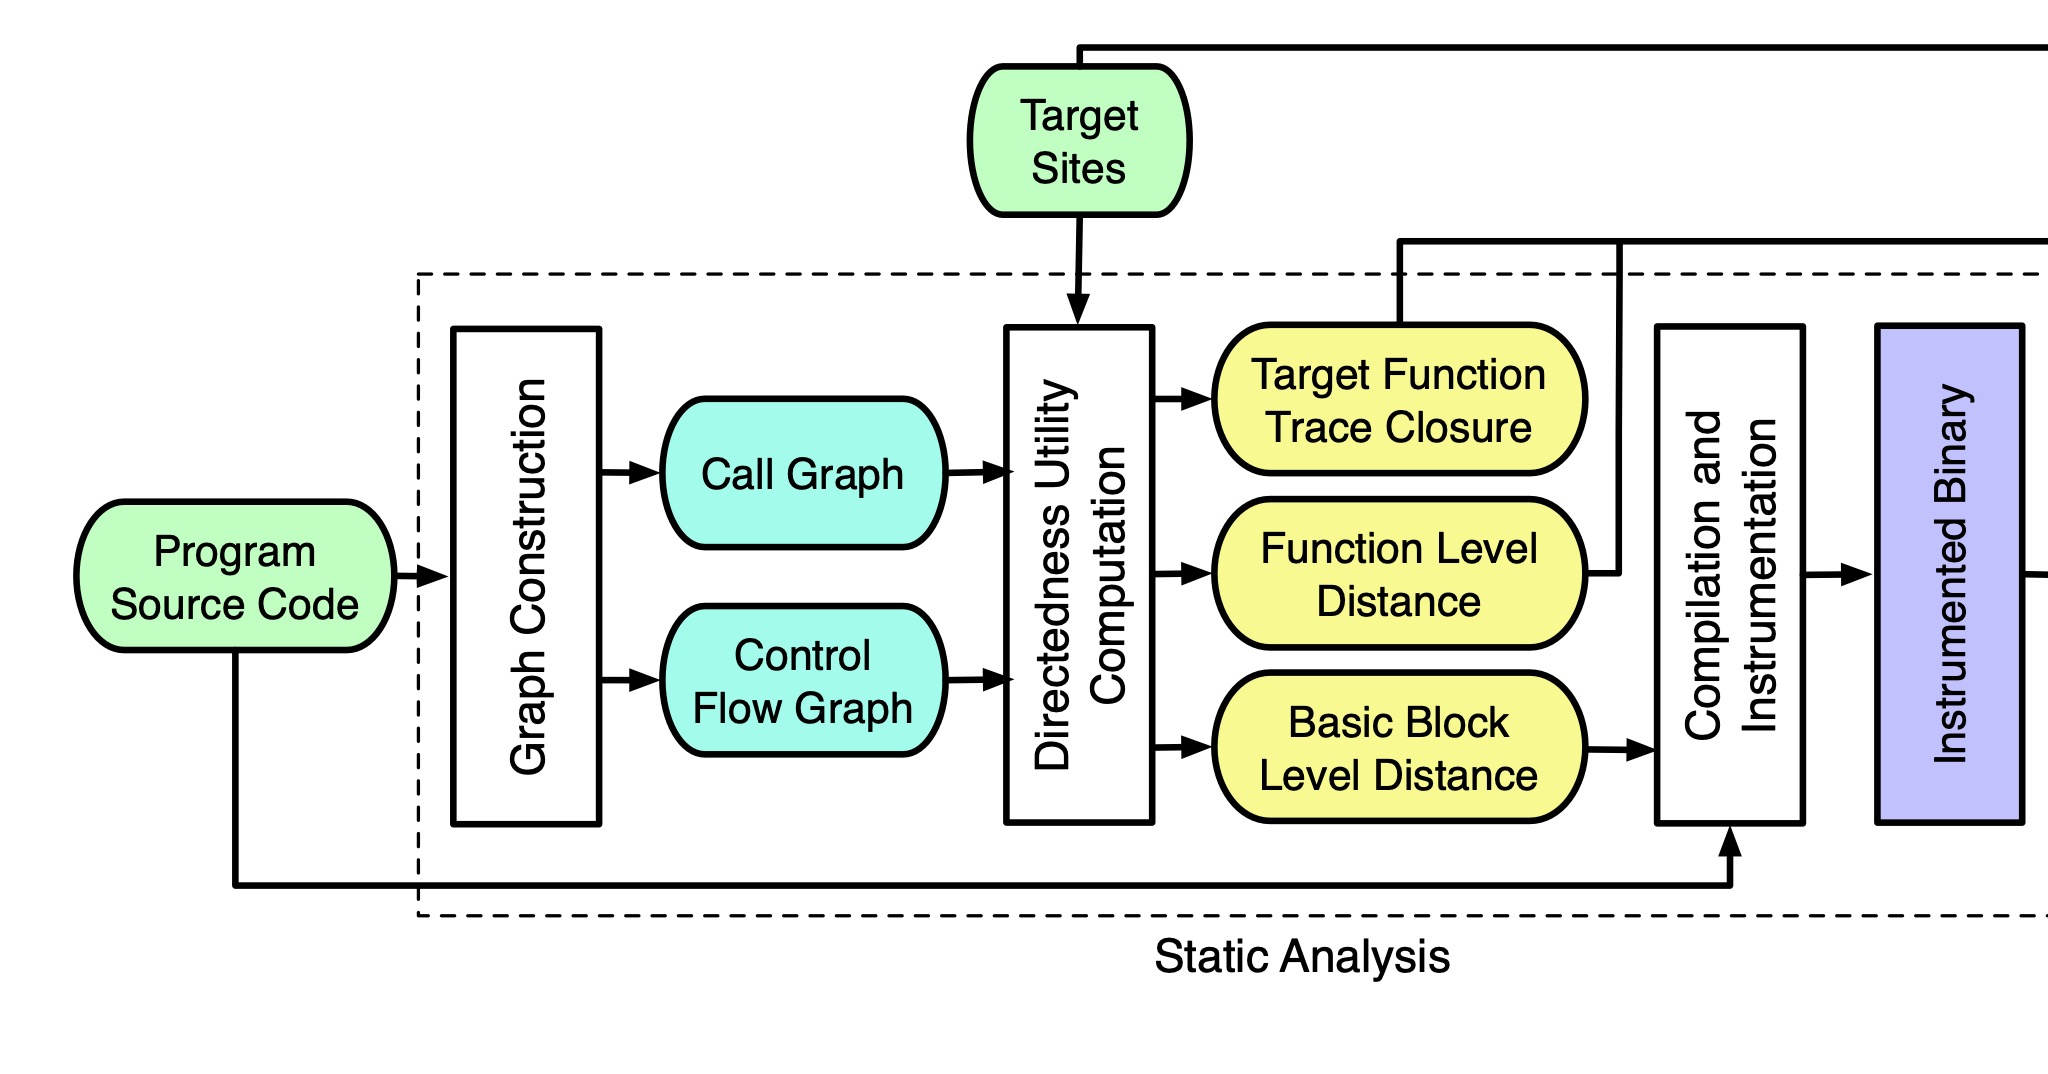 Target
Sites
Program
Source Code
Graph Construction
Call Graph
Control
Flow Graph
Directedness Utility
Computation
Target Function
Trace Closure
Function Level
Distance
Basic Block
Level Distance
Compilation and
Instrumentation
Instrumented Binary
Static Analysis